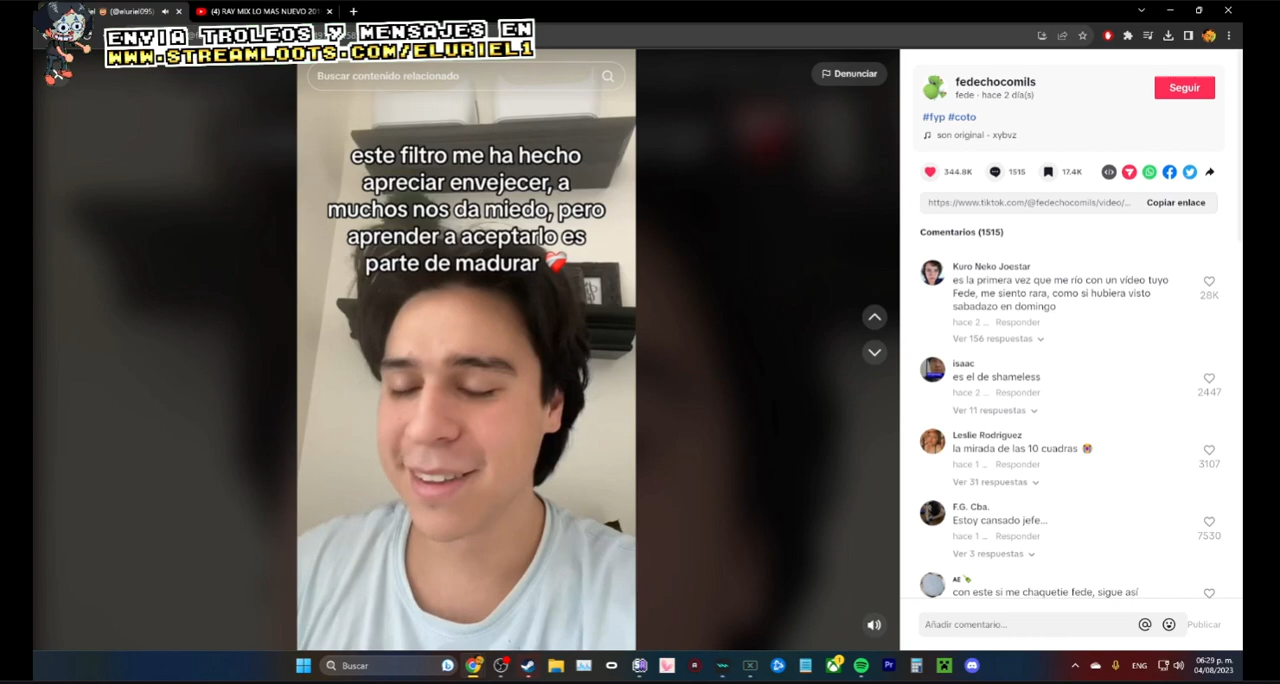 (@eluriel095)
(4) RAY MIX LO MAS NUEVO 201
ENVIA TROLEOS Y MENSAJES EN
WWW.STREAMLOOTS.COM/ELURIEL1
Buscar contenido relacionado
Denunciar
este filtro me ha hecho
apreciar envejecer, a
muchos nos da miedo, pero
aprender a aceptarlo es
parte de madurar
fedechocomils
fede · hace 2 día(s)
Seguir
#fyp #coto
son original - xybvz
344.8K
1515
17.4K
https://www.tiktok.com/@fedechocomils/video/...
Copiar enlace
Comentarios (1515)
Kuro Neko Joestar
es la primera vez que me río con un vídeo tuyo
Fede, me siento rara, como si hubiera visto
sabadazo en domingo
28K
hace 2 ... Responder
Ver 156 respuestas
isaac
es el de shameless
2447
hace 2 ... Responder
Ver 11 respuestas
Leslie Rodriguez
la mirada de las 10 cuadras
3107
hace 1 ... Responder
Ver 31 respuestas
F.G. Cba.
Estoy cansado jefe...
7530
hace 1 ... Responder
Ver 3 respuestas
AE
con este si me chaquetie fede, sigue así
Añadir comentario...
Publicar
Buscar
ENG
06:29 p. m.
04/08/2023